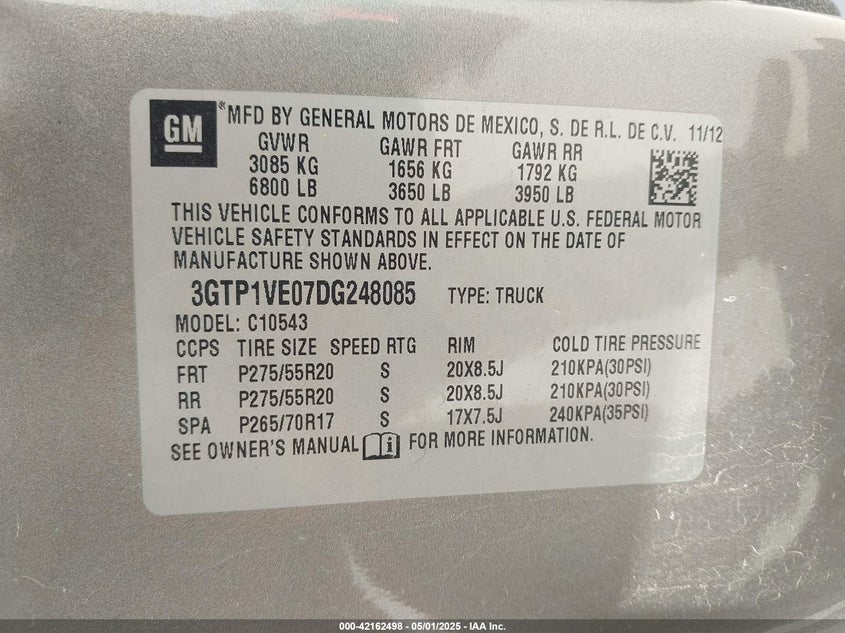 GM ® MFD BY GENERAL MOTORS DE MEXICO, S. DE R.L. DE C.V. 11/12
GVWR GAWR FRT GAWR RR
3085 KG 1656 KG 1792 KG
6800 LB 3650 LB 3950 LB
THIS VEHICLE CONFORMS TO ALL APPLICABLE U.S. FEDERAL MOTOR
VEHICLE SAFETY STANDARDS IN EFFECT ON THE DATE OF
MANUFACTURE SHOWN ABOVE.
3GTP1VE07DG248085 TYPE: TRUCK
MODEL: C10543
CCPS TIRE SIZE SPEED RTG RIM COLD TIRE PRESSURE
FRT P275/55R20 S 20X8.5J 210KPA(30PSI)
RR P275/55R20 S 20X8.5J 210KPA(30PSI)
SPA P265/70R17 S 17X7.5J 240KPA(35PSI)
SEE OWNER'S MANUAL FOR MORE INFORMATION.
000-42162498 - 05/01/2025 - IAA Inc.